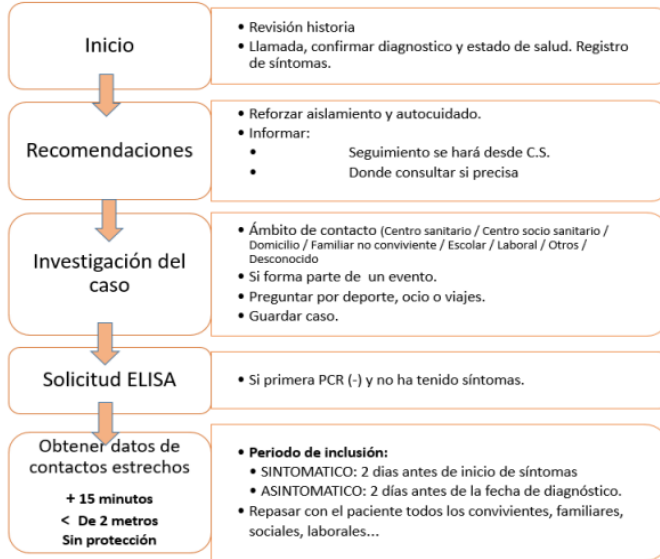 Inicio
• Revisión historia
• Llamada, confirmar diagnostico y estado de salud. Registro
de síntomas.
Recomendaciones
• Reforzar aislamiento y autocuidado.
• Informar:
• Seguimiento se hará desde C.S.
• Donde consultar si precisa
Investigación del
caso
• Ámbito de contacto (Centro sanitario / Centro socio sanitario /
Domicilio / Familiar no conviviente / Escolar / Laboral / Otros /
Desconocido
• Si forma parte de un evento.
• Preguntar por deporte, ocio o viajes.
• Guardar caso.
Solicitud ELISA
• Si primera PCR (-) y no ha tenido síntomas.
Obtener datos de
contactos estrechos
+ 15 minutos
< De 2 metros
Sin protección
• Periodo de inclusión:
• SINTOMATICO: 2 dias antes de inicio de síntomas
• ASINTOMATICO: 2 días antes de la fecha de diagnóstico.
• Repasar con el paciente todos los convivientes, familiares,
sociales, laborales...